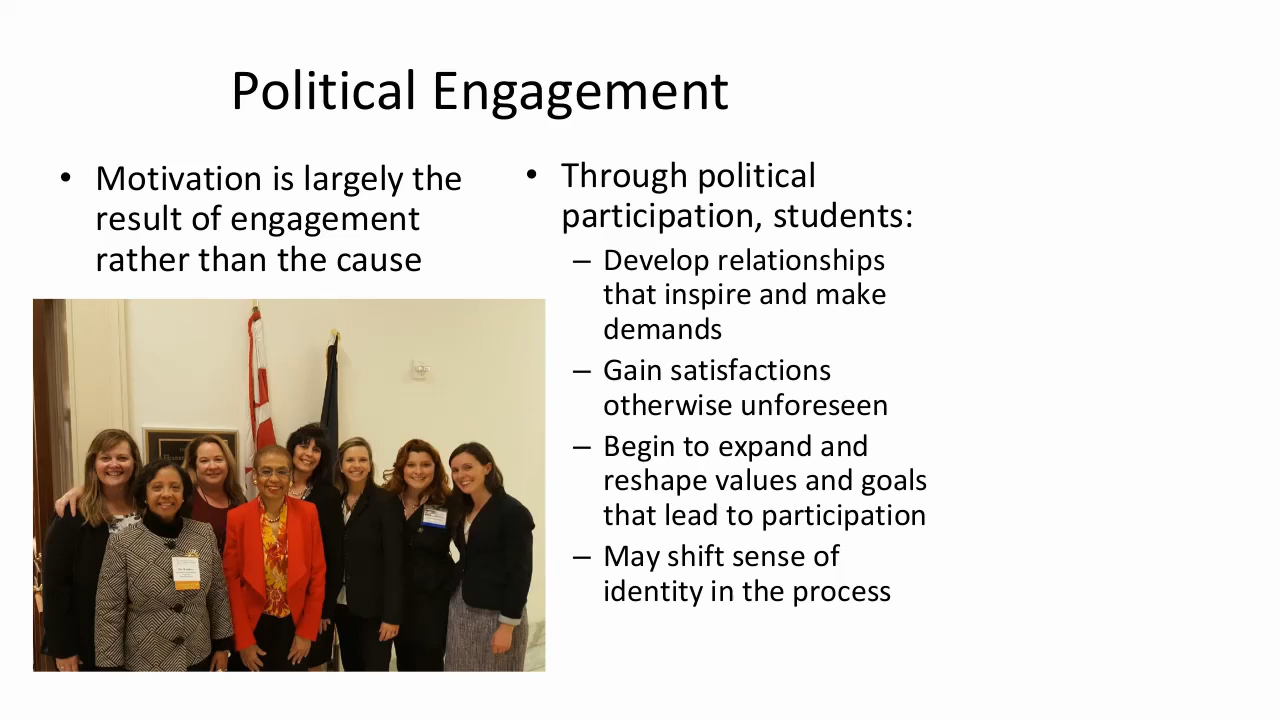 Political Engagement
• Motivation is largely the
result of engagement
rather than the cause
• Through political
participation, students:
– Develop relationships
that inspire and make
demands
– Gain satisfactions
otherwise unforeseen
– Begin to expand and
reshape values and goals
that lead to participation
– May shift sense of
identity in the process